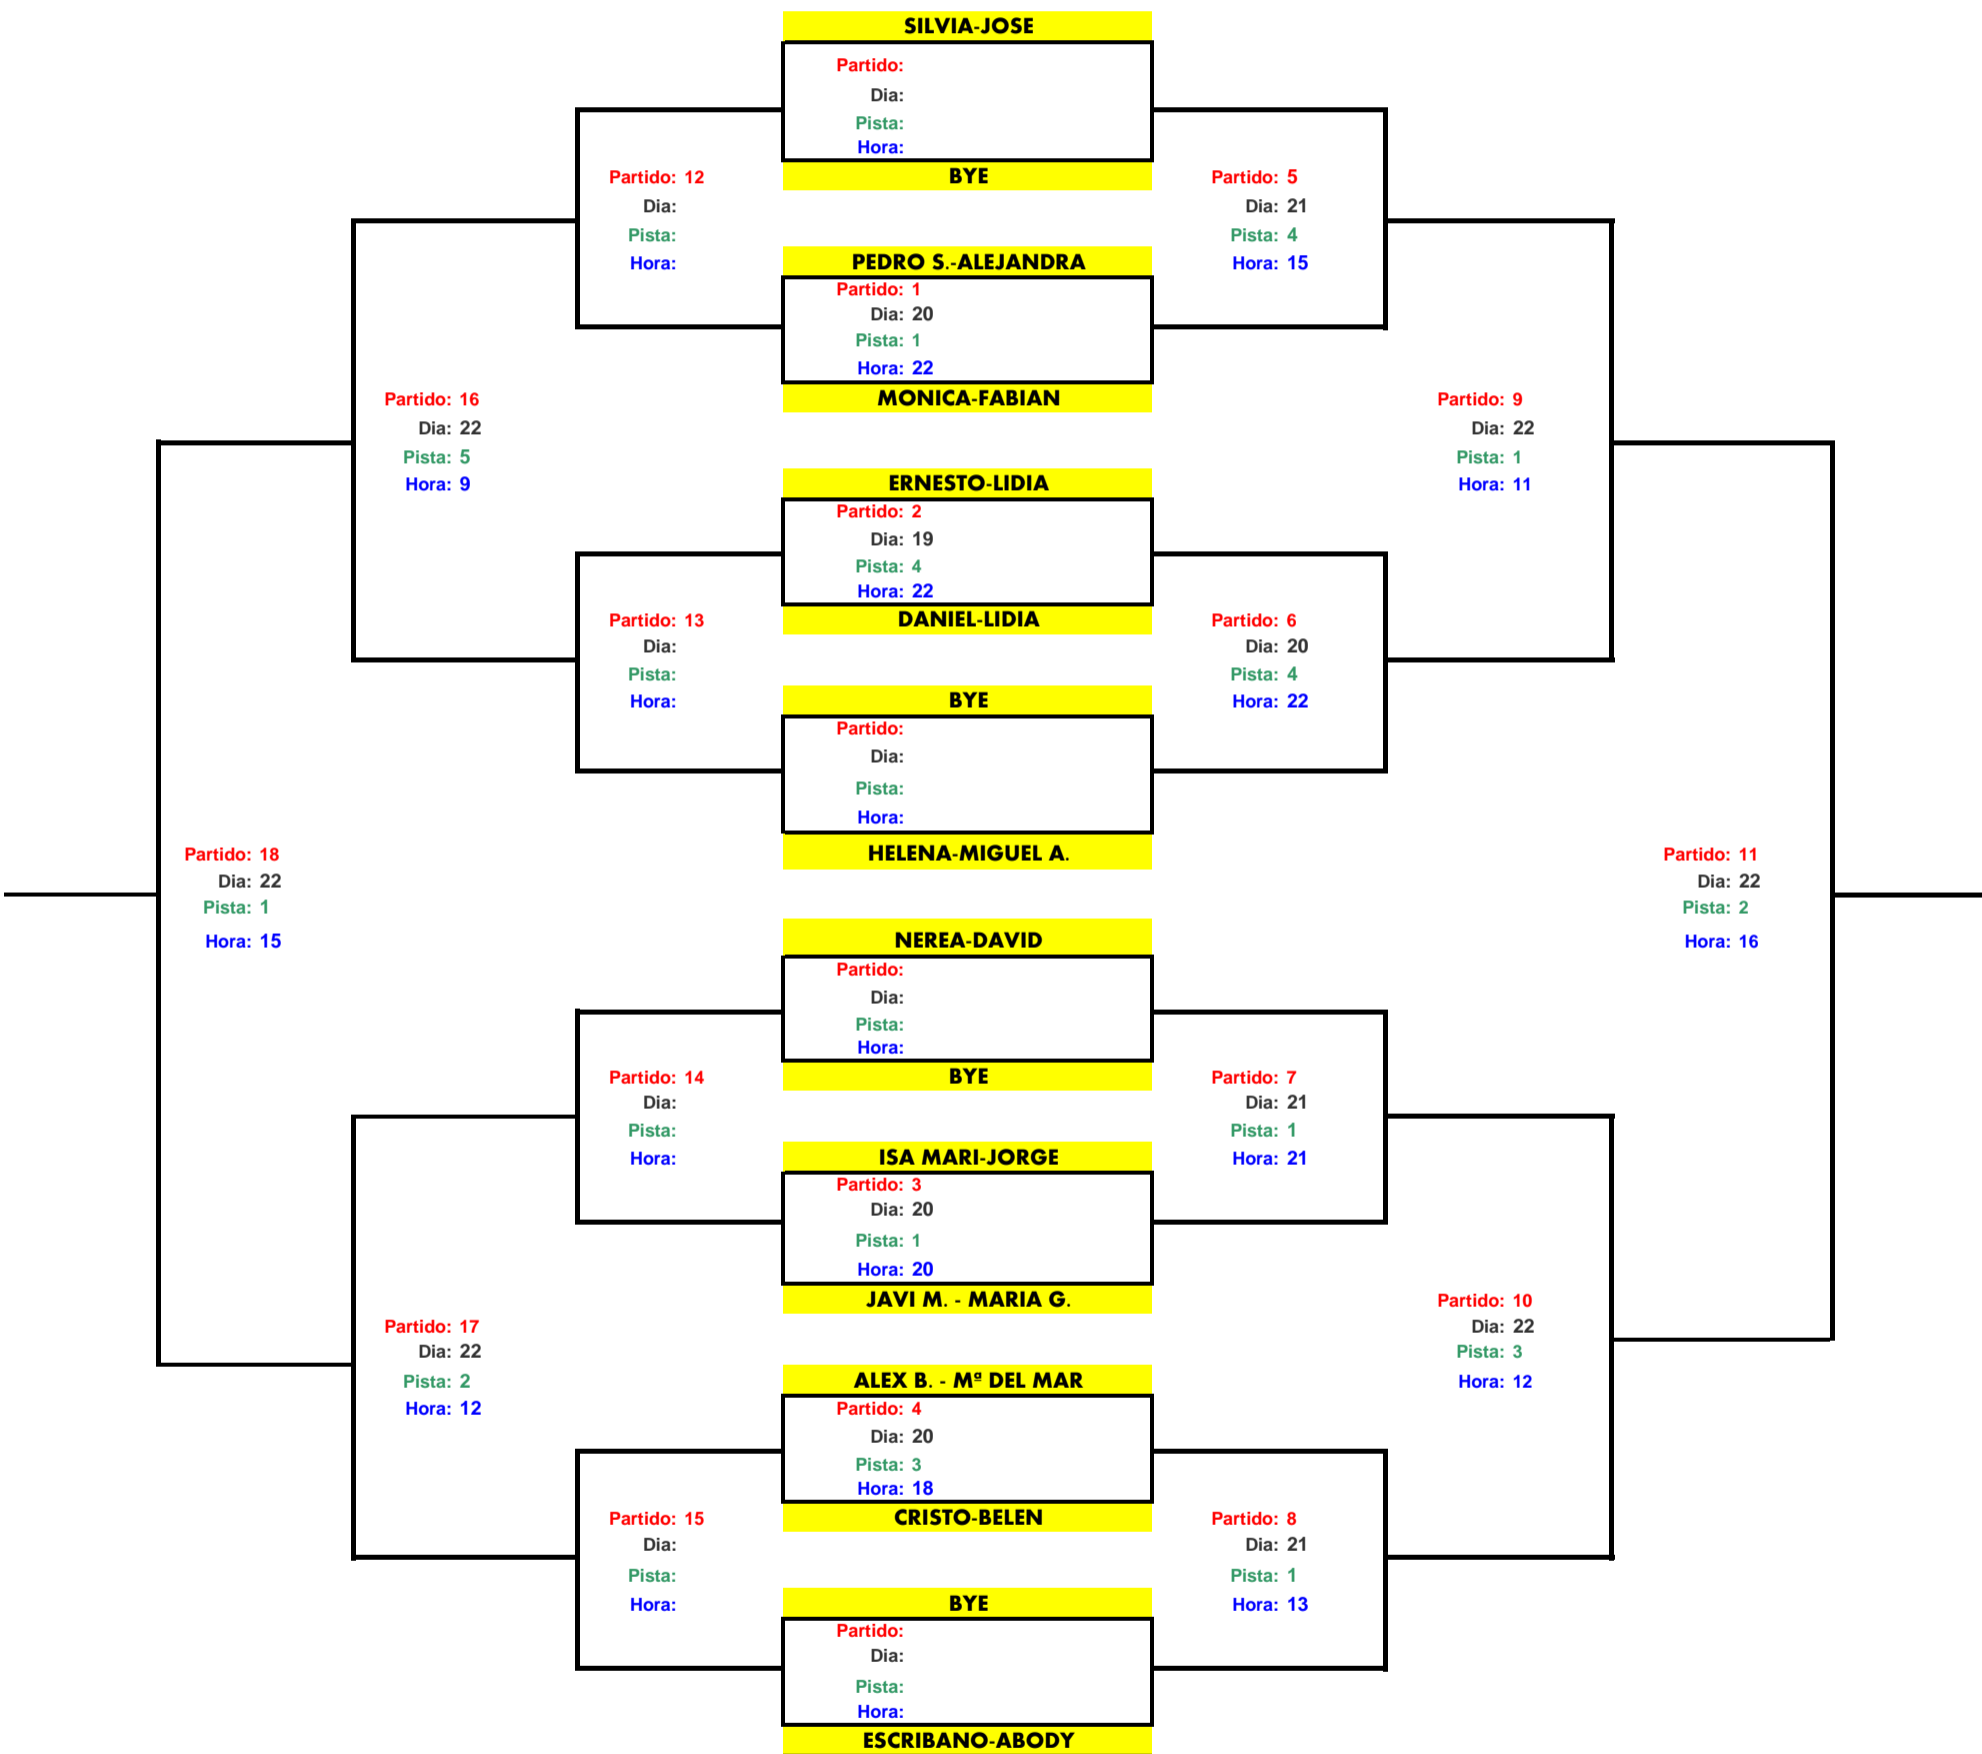 SILVIA-JOSE
Partido:
Dia:
Pista:
Hora:
BYE
Partido: 12
Dia:
Pista:
Hora:
Partido: 5
Dia: 21
Pista: 4
Hora: 15
PEDRO S.-ALEJANDRA
Partido: 1
Dia: 20
Pista: 1
Hora: 22
MONICA-FABIAN
Partido: 16
Dia: 22
Pista: 5
Hora: 9
Partido: 9
Dia: 22
Pista: 1
Hora: 11
ERNESTO-LIDIA
Partido: 2
Dia: 19
Pista: 4
Hora: 22
DANIEL-LIDIA
Partido: 13
Dia:
Pista:
Hora:
Partido: 6
Dia: 20
Pista: 4
Hora: 22
BYE
Partido:
Dia:
Pista:
Hora:
HELENA-MIGUEL A.
Partido: 18
Dia: 22
Pista: 1
Hora: 15
Partido: 11
Dia: 22
Pista: 2
Hora: 16
NEREA-DAVID
Partido:
Dia:
Pista:
Hora:
BYE
Partido: 14
Dia:
Pista:
Hora:
Partido: 7
Dia: 21
Pista: 1
Hora: 21
ISA MARI-JORGE
Partido: 3
Dia: 20
Pista: 1
Hora: 20
JAVI M. - MARIA G.
Partido: 17
Dia: 22
Pista: 2
Hora: 12
Partido: 10
Dia: 22
Pista: 3
Hora: 12
ALEX B. - Mª DEL MAR
Partido: 4
Dia: 20
Pista: 3
Hora: 18
CRISTO-BELEN
Partido: 15
Dia:
Pista:
Hora:
Partido: 8
Dia: 21
Pista: 1
Hora: 13
BYE
Partido:
Dia:
Pista:
Hora:
ESCRIBANO-ABODY